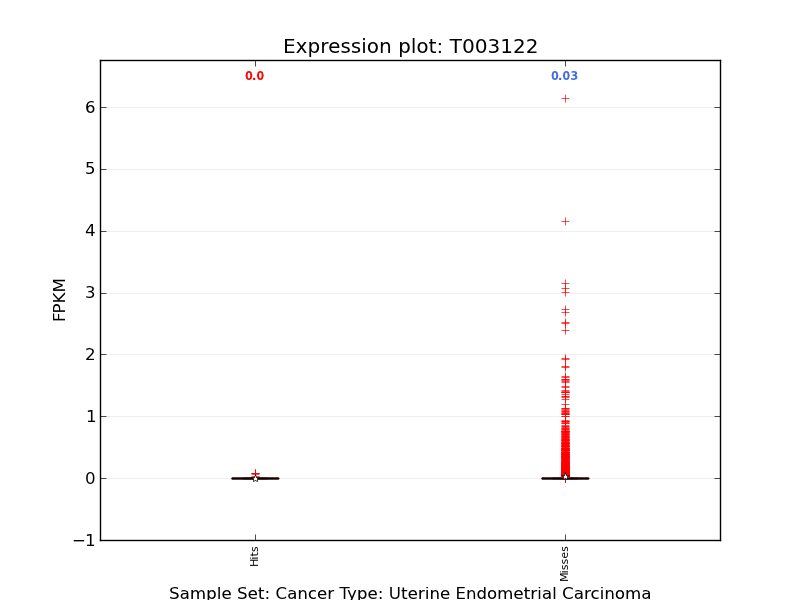 Expression plot: T003122
0.0
0.03
6
5
4
3
2
1
0
−1
FPKM
Hits
Misses
Sample Set: Cancer Type: Uterine Endometrial Carcinoma